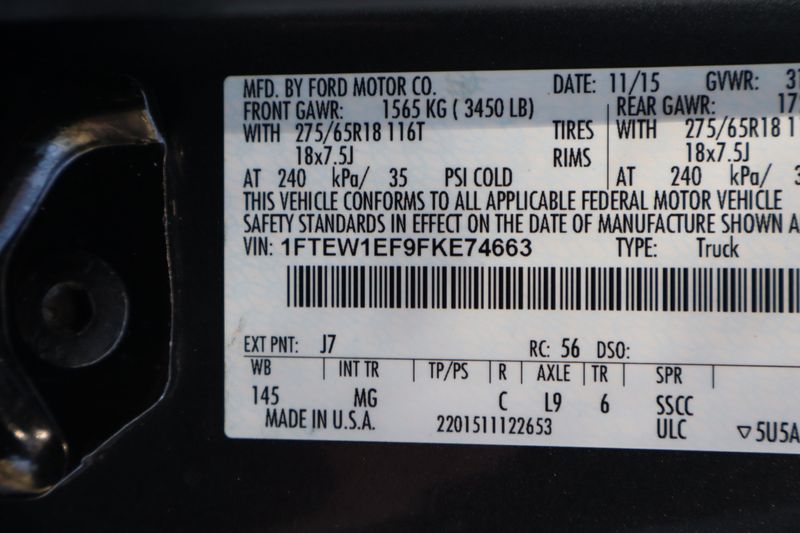 MFD. BY FORD MOTOR CO. DATE: 11/15 GVWR:
FRONT GAWR: 1565 KG ( 3450 LB) REAR GAWR: 17
WITH 275/65R18 116T TIRES WITH 275/65R18 1
18x7.5J RIMS 18x7.5J
AT 240 kPa/ 35 PSI COLD AT 240 kPa/ 3
THIS VEHICLE CONFORMS TO ALL APPLICABLE FEDERAL MOTOR VEHICLE
SAFETY STANDARDS IN EFFECT ON THE DATE OF MANUFACTURE SHOWN A
VIN: 1FTEW1EF9FKE74663 TYPE: Truck
EXT PNT: J7 RC: 56 DSO:
WB INT TR TP/PS R AXLE TR SPR
145 MG C L9 6 SSCC
MADE IN U.S.A. 2201511122653 ULC ▽5U5A